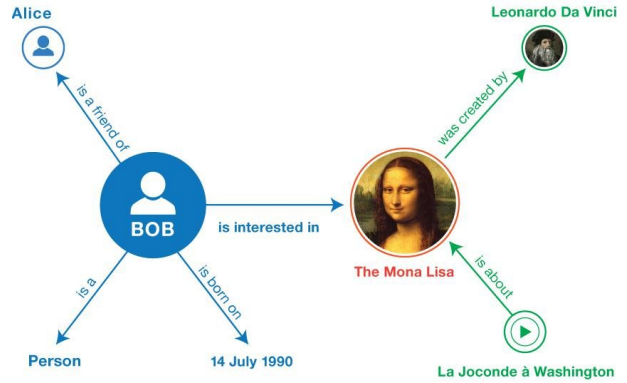 Alice
Leonardo Da Vinci
is a friend of
was created by
BOB
is interested in
The Mona Lisa
is a
is born on
is about
Person
14 July 1990
La Joconde à Washington